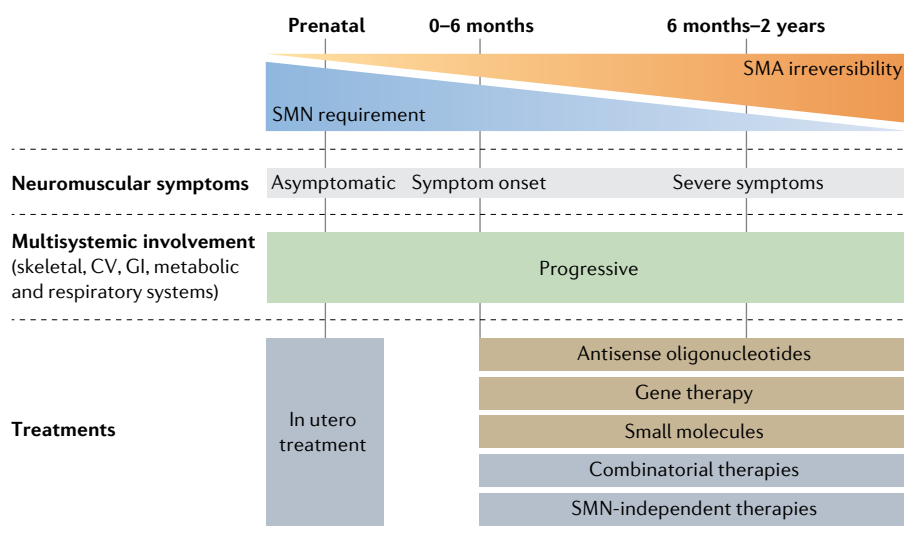 Prenatal
0–6 months
6 months–2 years
SMA irreversibility
SMN requirement
Neuromuscular symptoms
Asymptomatic
Symptom onset
Severe symptoms
Multisystemic involvement
(skeletal, CV, GI, metabolic
and respiratory systems)
Progressive
Treatments
In utero
treatment
Antisense oligonucleotides
Gene therapy
Small molecules
Combinatorial therapies
SMN-independent therapies